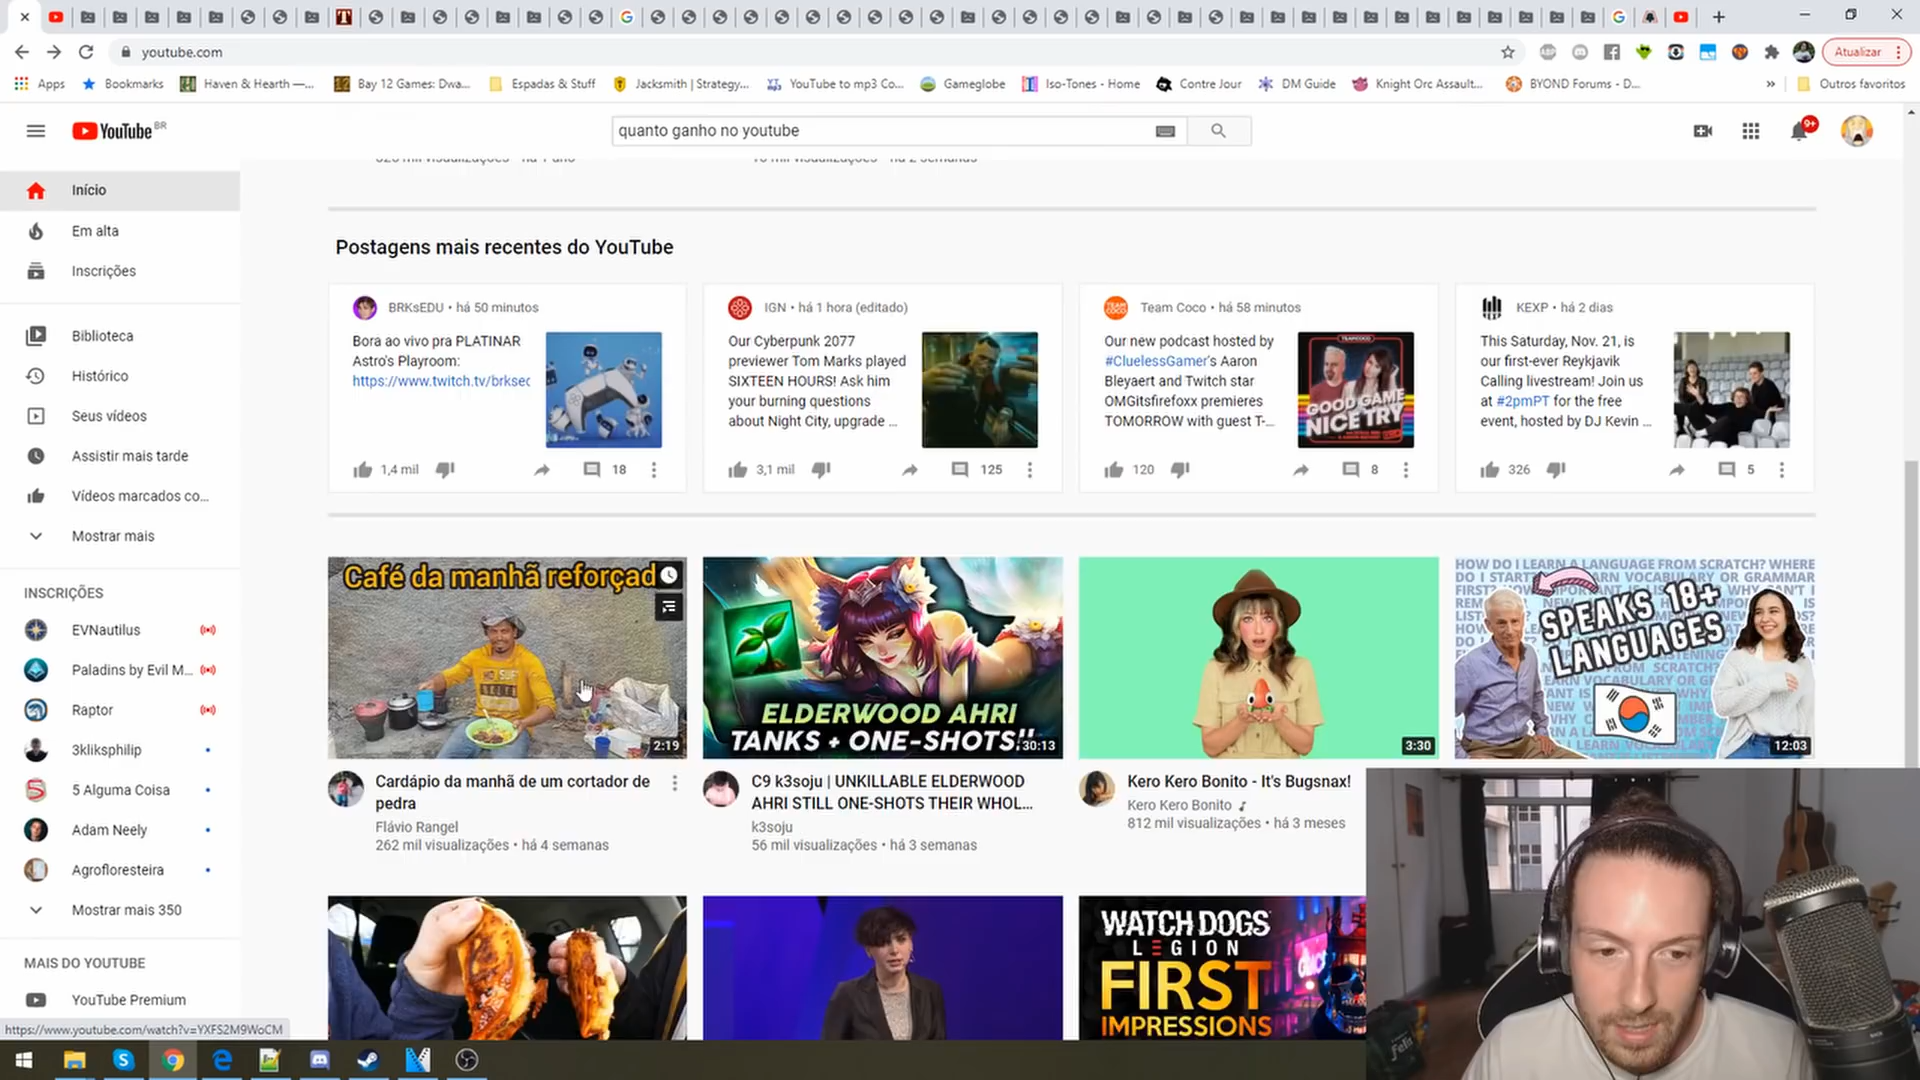 youtube.com
Atualizar
Apps
Bookmarks
Haven & Hearth —...
Bay 12 Games: Dwa...
Espadas & Stuff
Jacksmith | Strategy...
YouTube to mp3 Co...
Gameglobe
Iso-Tones - Home
Contre Jour
DM Guide
Knight Orc Assault...
BYOND Forums - D...
»
Outros favoritos
YouTube BR
quanto ganho no youtube
9+
Início
Em alta
Inscrições
Biblioteca
Histórico
Seus vídeos
Assistir mais tarde
Vídeos marcados co...
Mostrar mais
INSCRIÇÕES
EVNautilus
Paladins by Evil M...
Raptor
3kliksphilip
5 Alguma Coisa
Adam Neely
Agrofloresteira
Mostrar mais 350
MAIS DO YOUTUBE
YouTube Premium
https://www.youtube.com/watch?v=YXFS2M9WoCM
Postagens mais recentes do YouTube
BRKsEDU • há 50 minutos
Bora ao vivo pra PLATINAR
Astro's Playroom:
https://www.twitch.tv/brksec
1,4 mil
18
IGN • há 1 hora (editado)
Our Cyberpunk 2077
previewer Tom Marks played
SIXTEEN HOURS! Ask him
your burning questions
about Night City, upgrade ...
3,1 mil
125
Team Coco • há 58 minutos
Our new podcast hosted by
#CluelessGamer's Aaron
Bleyaert and Twitch star
OMGitsfirefoxx premieres
TOMORROW with guest T-...
TEAM COCO
GOOD GAME
NICE TRY
120
8
KEXP • há 2 dias
This Saturday, Nov. 21, is
our first-ever Reykjavik
Calling livestream! Join us
at #2pmPT for the free
event, hosted by DJ Kevin ...
326
5
Café da manhã reforçad
2:19
Cardápio da manhã de um cortador de
pedra
Flávio Rangel
262 mil visualizações • há 4 semanas
ELDERWOOD AHRI
TANKS + ONE-SHOTS!!
30:13
C9 k3soju | UNKILLABLE ELDERWOOD
AHRI STILL ONE-SHOTS THEIR WHOL...
k3soju
56 mil visualizações • há 3 semanas
3:30
Kero Kero Bonito - It's Bugsnax!
Kero Kero Bonito
812 mil visualizações • há 3 meses
HOW DO I LEARN A LANGUAGE FROM SCRATCH? WHERE
SPEAKS 18+
LANGUAGES
12:03
WATCH DOGS
LEGION
FIRST
IMPRESSIONS